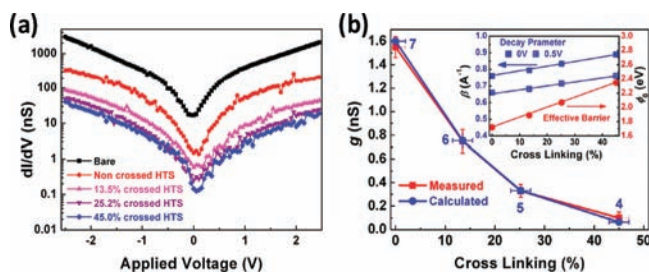 (a)
dI/dV (nS)
1000
100
10
1
0.1
0.01
Bare
Non crossed HTS
13.5% crossed HTS
25.2% crossed HTS
45.0% crossed HTS
-2
-1
0
1
2
Applied Voltage (V)
(b)
g (nS)
1.6
1.4
1.2
1.0
0.8
0.6
0.4
0.2
0.0
7
6
5
4
Measured
Calculated
0
10
20
30
40
50
Cross Linking (%)
Decay Prameter
0V 0.5V
β (A⁻¹)
1.0
0.9
0.8
0.7
0.6
0.5
0.4
Effective Barrier
3.0
2.8
2.6
2.4
2.2
2.0
1.8
1.6
(eV)
0 10 20 30 40
Cross Linking (%)